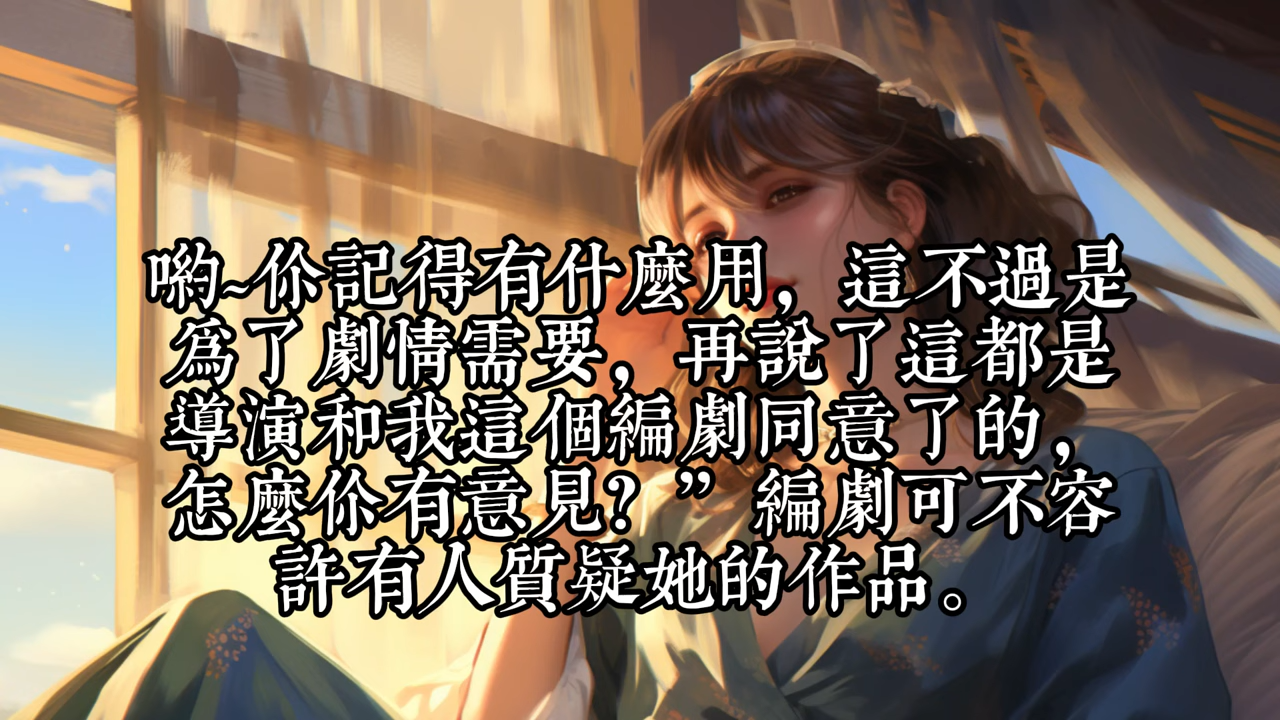 喲~伱記得有什麼用，這不過是
爲了劇情需要，再說了這都是
導演和我這個編劇同意了的，
怎麼伱有意見？”編劇可不容
許有人質疑她的作品。